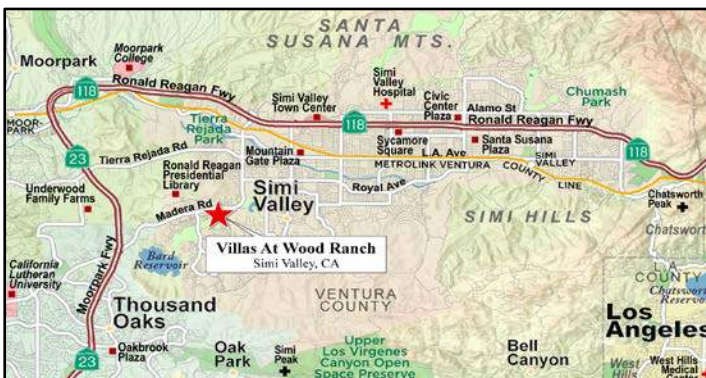 SANTA
SUSANA MTS.
Moorpark
College
Moorpark
118
Ronald Reagan Fwy
Simi
Valley
Hospital
Civic
Center
Plaza
Alamo St
Ronald Reagan Fwy
Chumash
Park
Simi Valley
Town Center
118
MOOR-
PARK
Tierra
Rejada
Park
Sycamore
Square
Santa Susana
Plaza
118
23
Tierra Rejada Rd
Mountain
Gate Plaza
L.A. Ave
METROLINK VENTURA COUNTY LINE
SIMI
VALLEY
Ronald Reagan
Presidential
Library
Underwood
Family Farms
Simi
Valley
Royal Ave
Chatsworth
Peak
Madera Rd
SIMI HILLS
Chatsworth
Villas At Wood Ranch
Simi Valley, CA
Moorpark Fwy
Bard
Reservoir
California
Lutheran
University
L.A.
COUNTY
VENTURA
COUNTY
Thousand
Oaks
Los
Angeles
23
Oakbrook
Plaza
Oak
Park
Simi
Peak
Upper
Los Virgenes
Canyon Open
Space Preserve
Bell
Canyon
West
Hills
West Hills
Medical